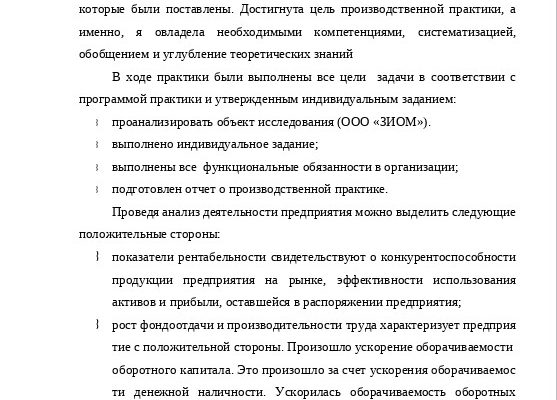 которые были поставлены. Достигнута цель производственной практики, а
именно, я овладела необходимыми компетенциями, систематизацией,
обобщением и углубление теоретических знаний
В ходе практики были выполнены все цели задачи в соответствии с
программой практики и утвержденным индивидуальным заданием:
проанализировать объект исследования (ООО «ЗИОМ»).
выполнено индивидуальное задание;
выполнены все функциональные обязанности в организации;
подготовлен отчет о производственной практике.
Проведя анализ деятельности предприятия можно выделить следующие
положительные стороны:
} показатели рентабельности свидетельствуют о конкурентоспособности
продукции предприятия на рынке, эффективности использования
активов и прибыли, оставшейся в распоряжении предприятия;
} рост фондоотдачи и производительности труда характеризует предприя
тие с положительной стороны. Произошло ускорение оборачиваемости
оборотного капитала. Это произошло за счет ускорения оборачиваемос
ти денежной наличности. Ускорилась оборачиваемость оборотных